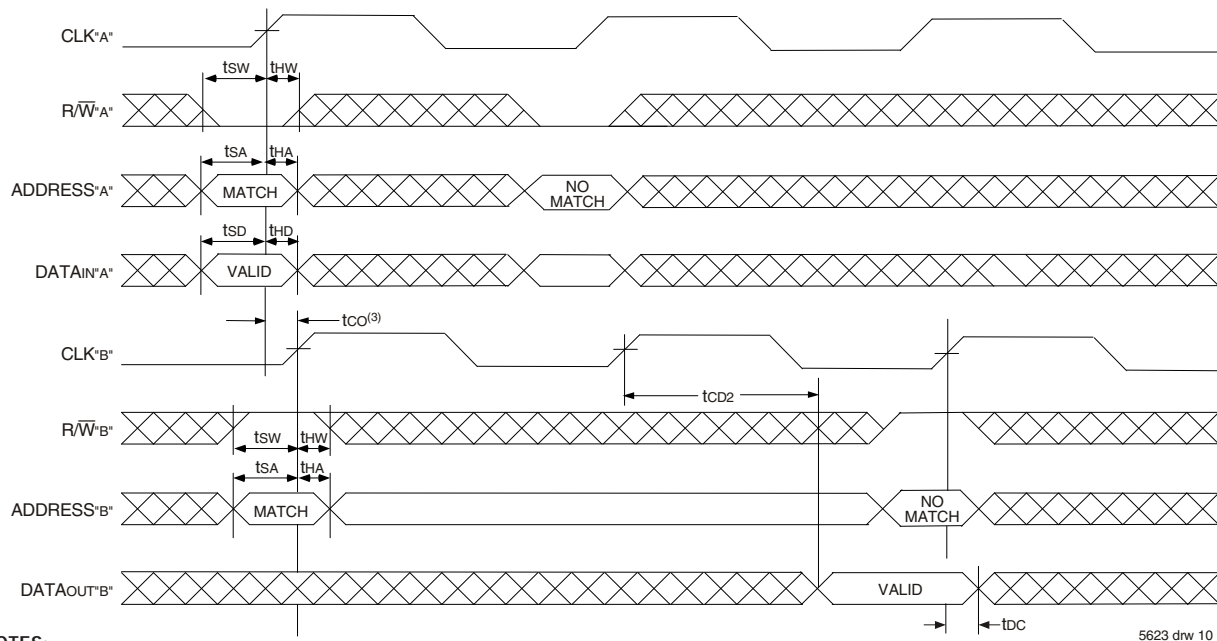 CLK"A"
tSW tHW
R/W̅"A"
tSA tHA
ADDRESS"A"
MATCH
NO
MATCH
tSD tHD
DATAIN"A"
VALID
tCO(3)
CLK"B"
tCD2
R/W̅"B"
tSW tHW
tSA tHA
ADDRESS"B"
MATCH
NO
MATCH
DATAOUT"B"
VALID
tDC
5623 drw 10